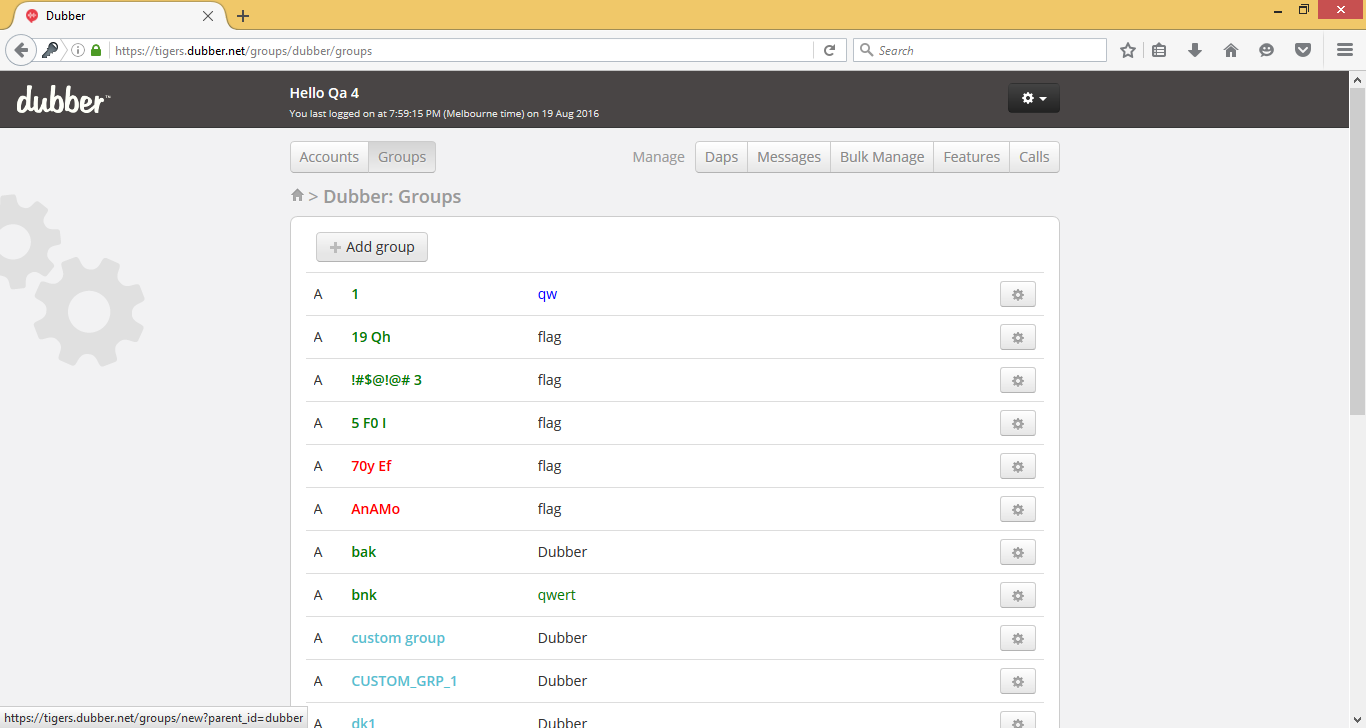 Dubber
https://tigers.dubber.net/groups/dubber/groups
Search
dubber™
Hello Qa 4
You last logged on at 7:59:15 PM (Melbourne time) on 19 Aug 2016
Accounts Groups Manage Daps Messages Bulk Manage Features Calls
> Dubber: Groups
Add group
A 1 qw
A 19 Qh flag
A !#$@!@# 3 flag
A 5 F0 I flag
A 70y Ef flag
A AnAMo flag
A bak Dubber
A bnk qwert
A custom group Dubber
A CUSTOM_GRP_1 Dubber
A dk1 Dubber
https://tigers.dubber.net/groups/new?parent_id=dubber